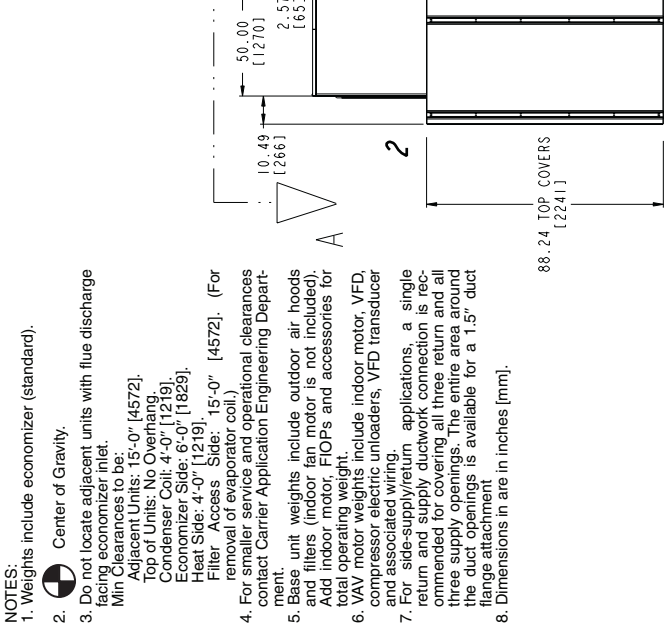 NOTES:
1. Weights include economizer (standard).
2. Center of Gravity.
3. Do not locate adjacent units with flue discharge
facing economizer inlet.
Min Clearances to be:
Adjacent Units: 15′-0″ [4572].
Top of Units: No Overhang.
Condenser Coil: 4′-0″ [1219].
Economizer Side: 6′-0″ [1829].
Heat Side: 4′-0″ [1219].
Filter Access Side: 15′-0″ [4572]. (For
removal of evaporator coil.)
4. For smaller service and operational clearances
contact Carrier Application Engineering Depart-
ment.
5. Base unit weights include outdoor air hoods
and filters (indoor fan motor is not included).
Add indoor motor, FIOPs and accessories for
total operating weight.
6. VAV motor weights include indoor motor, VFD,
compressor electric unloaders, VFD transducer
and associated wiring.
7. For side-supply/return applications, a single
return and supply ductwork connection is rec-
ommended for covering all three return and all
three supply openings. The entire area around
the duct openings is available for a 1.5″ duct
flange attachment
8. Dimensions in are in inches [mm].
A
10.49
[266]
50.00
[1270]
2
88.24 TOP COVERS
[2241]